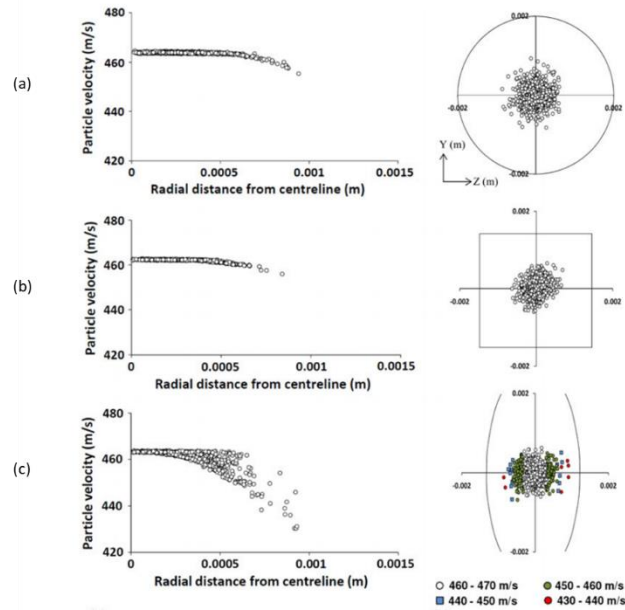 (a)
Particle velocity (m/s)
480
460
440
420
0
0.0005
0.001
0.0015
Radial distance from centreline (m)
0.002
-0.002
0.002
-0.002
Y (m)
Z (m)
(b)
Particle velocity (m/s)
480
460
440
420
0
0.0005
0.001
0.0015
Radial distance from centreline (m)
0.002
-0.002
0.002
-0.002
(c)
Particle velocity (m/s)
480
460
440
420
0
0.0005
0.001
0.0015
Radial distance from centreline (m)
0.002
-0.002
0.002
-0.002
460 - 470 m/s
450 - 460 m/s
440 - 450 m/s
430 - 440 m/s